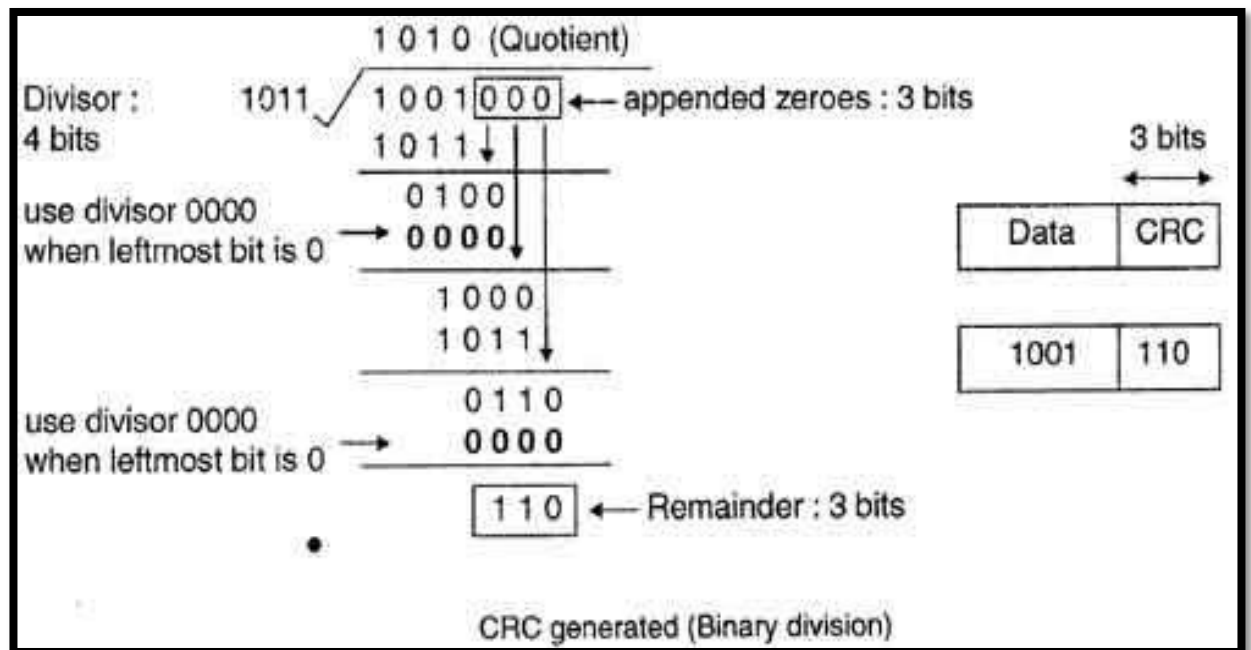 1 0 1 0 (Quotient)
Divisor : 1011 1 0 0 1 0 0 0 appended zeroes : 3 bits
4 bits
1 0 1 1
3 bits
0 1 0 0
use divisor 0000
when leftmost bit is 0
0 0 0 0
Data CRC
1 0 0 0
1 0 1 1
1001 110
0 1 1 0
use divisor 0000
when leftmost bit is 0
0 0 0 0
1 1 0 Remainder : 3 bits
CRC generated (Binary division)